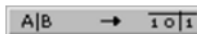 A|B → 1 0|1